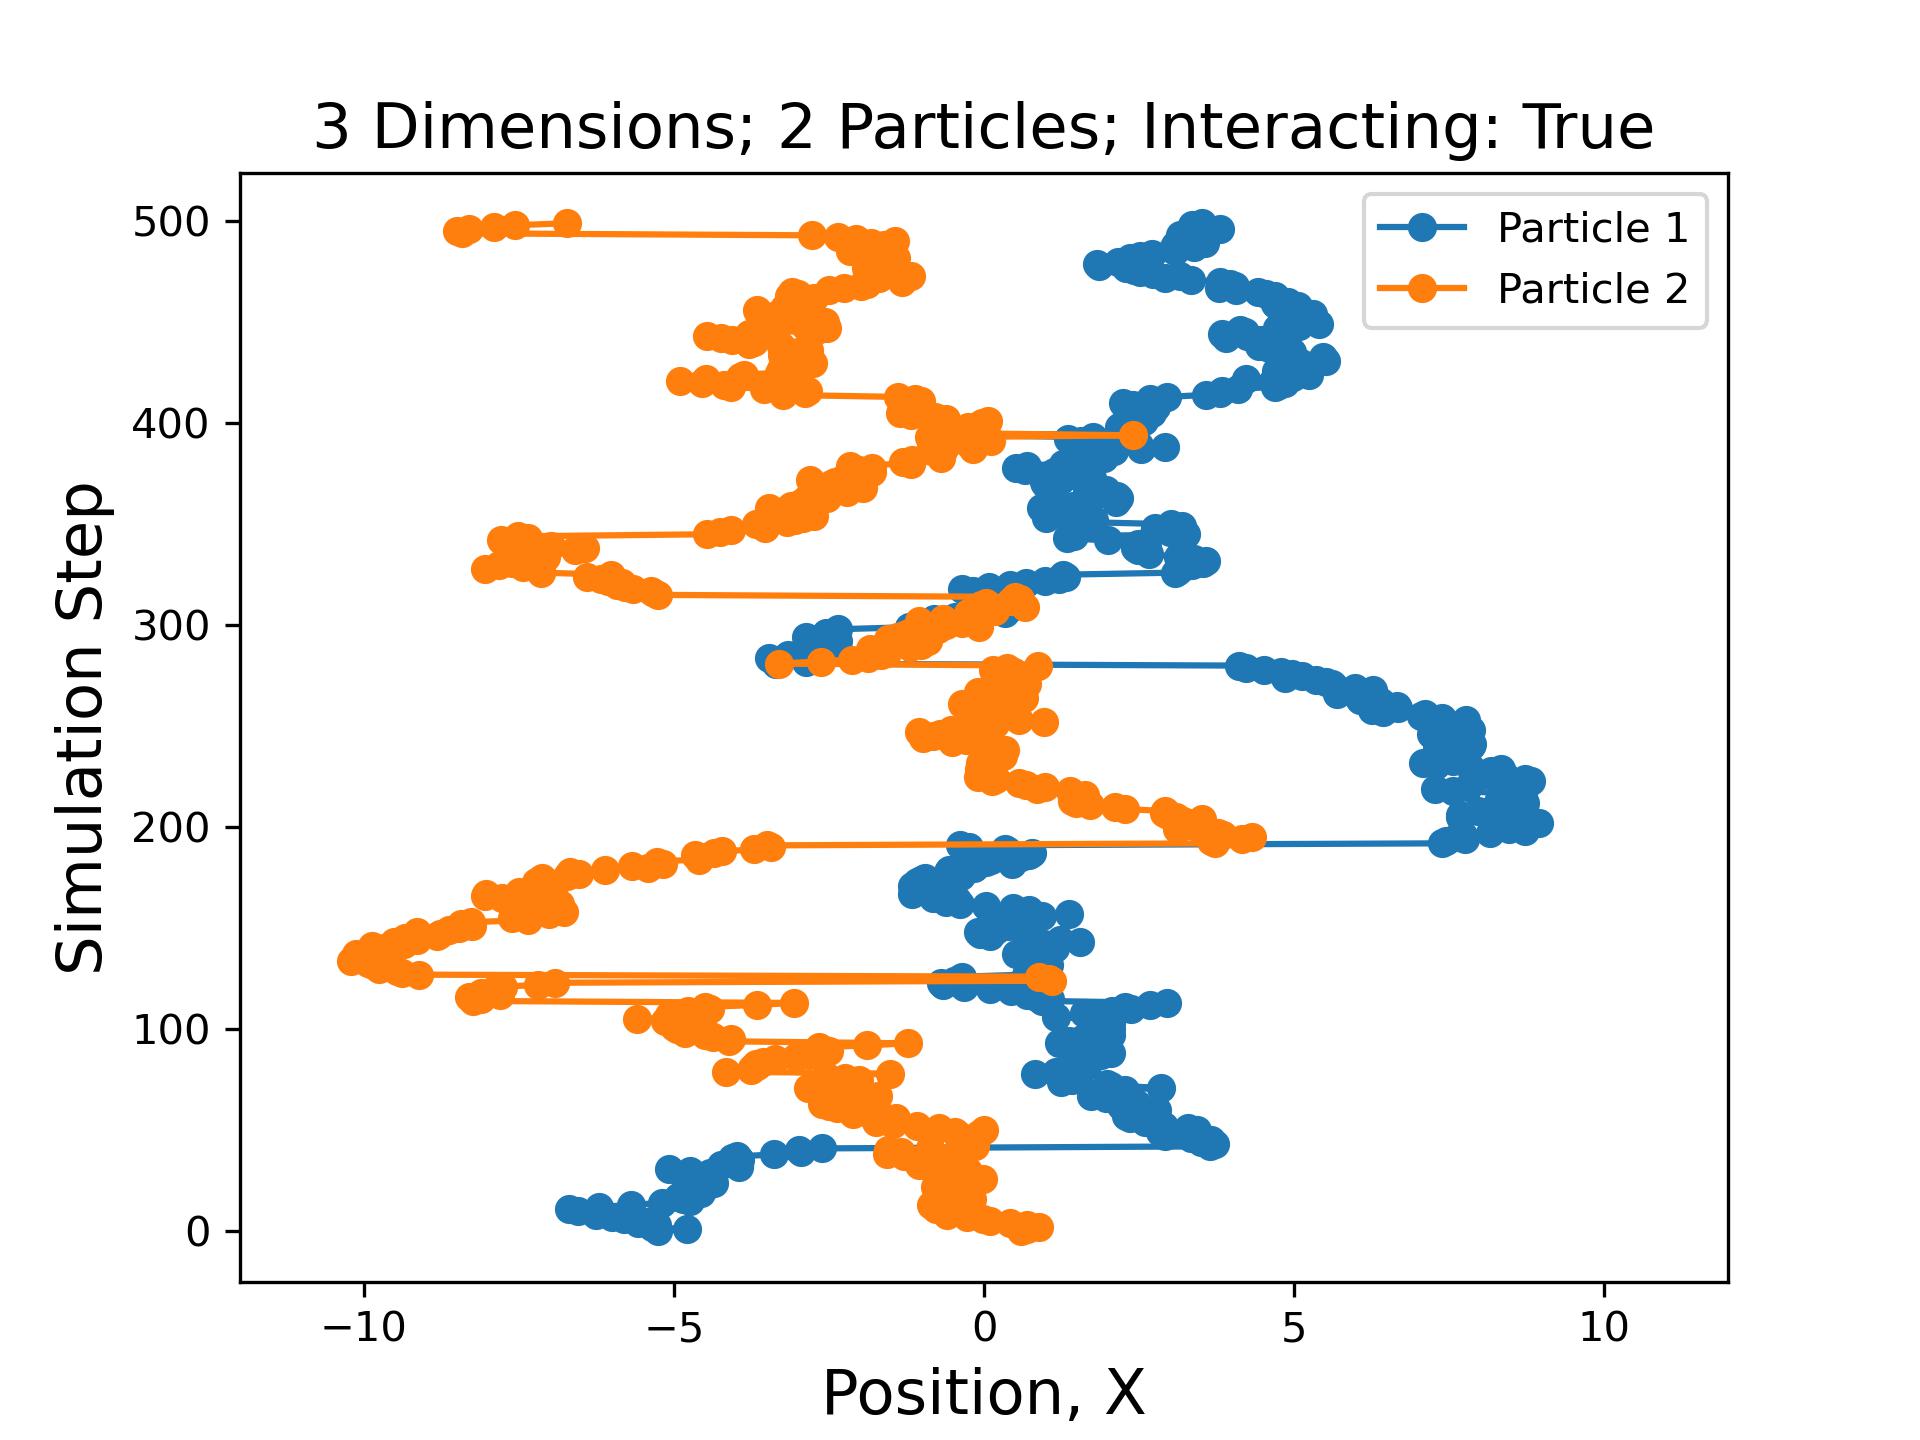 3 Dimensions; 2 Particles; Interacting: True
Particle 1
Particle 2
Simulation Step
500
400
300
200
100
0
−10 −5 0 5 10
Position, X